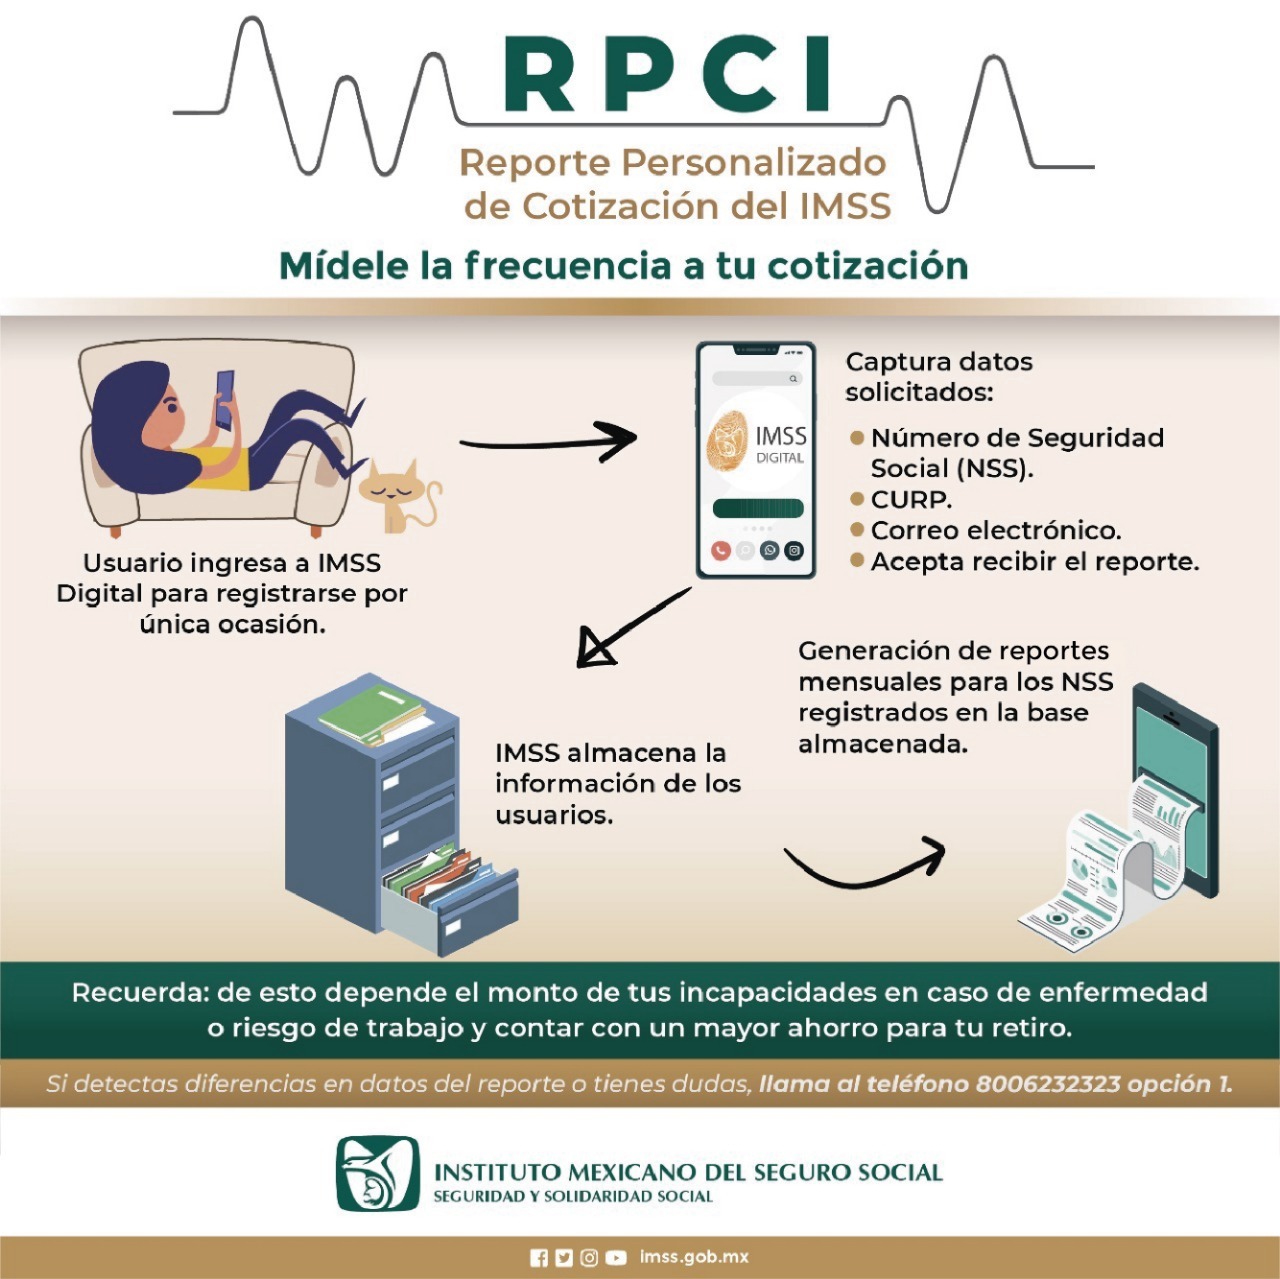 RPCI
Reporte Personalizado
de Cotización del IMSS
Mídele la frecuencia a tu cotización
Usuario ingresa a IMSS
Digital para registrarse por
única ocasión.
IMSS
DIGITAL
Captura datos
solicitados:
Número de Seguridad
Social (NSS).
CURP.
Correo electrónico.
Acepta recibir el reporte.
IMSS almacena la
información de los
usuarios.
Generación de reportes
mensuales para los NSS
registrados en la base
almacenada.
Recuerda: de esto depende el monto de tus incapacidades en caso de enfermedad
o riesgo de trabajo y contar con un mayor ahorro para tu retiro.
Si detectas diferencias en datos del reporte o tienes dudas, llama al teléfono 8006232323 opción 1.
INSTITUTO MEXICANO DEL SEGURO SOCIAL
SEGURIDAD Y SOLIDARIDAD SOCIAL
imss.gob.mx